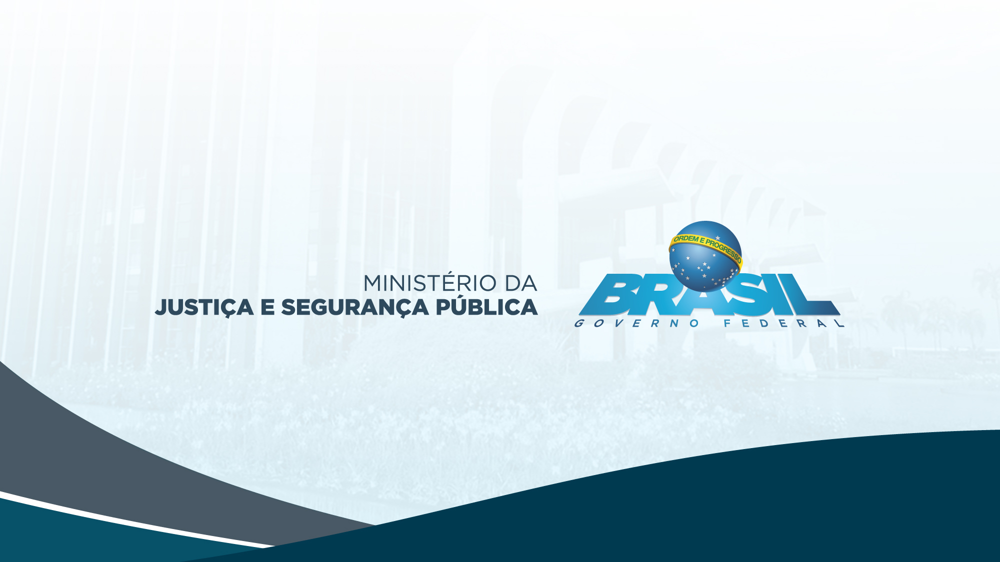 MINISTÉRIO DA
JUSTIÇA E SEGURANÇA PÚBLICA
ORDEM E PROGRESSO
BRASIL
GOVERNO FEDERAL